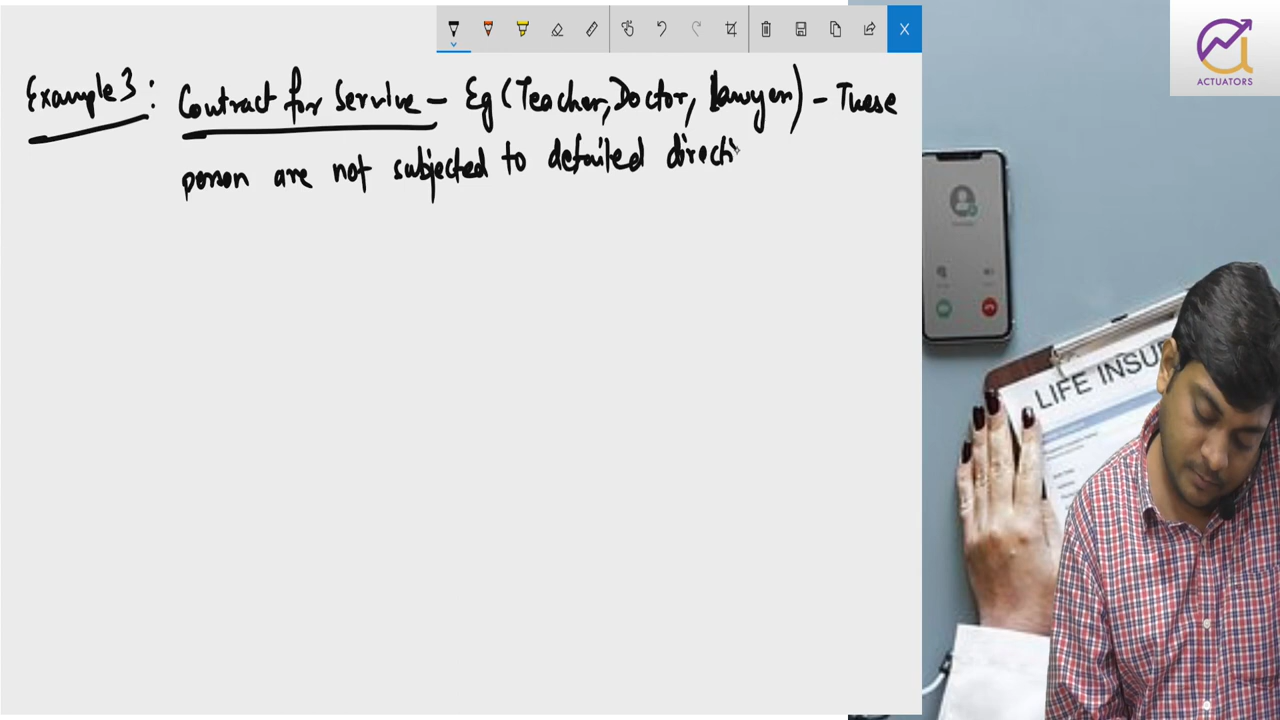 Example 3: Contract for Service - Eg (Teacher, Doctor, Lawyer) - These
person are not subjected to detailed directi
ACTUATORS
LIFE INSU